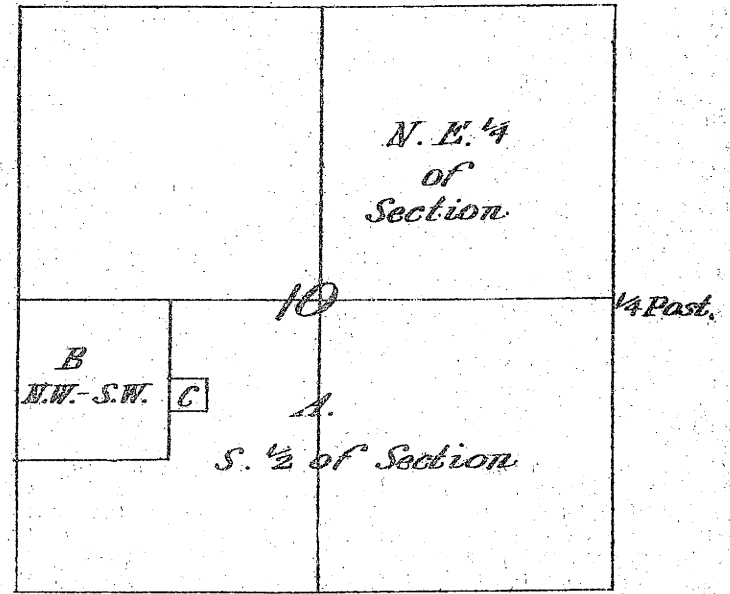 N. E. ¼
of
Section
10
¼ Post.
B
N.W.-S.W.
C
A.
S. ½ of Section